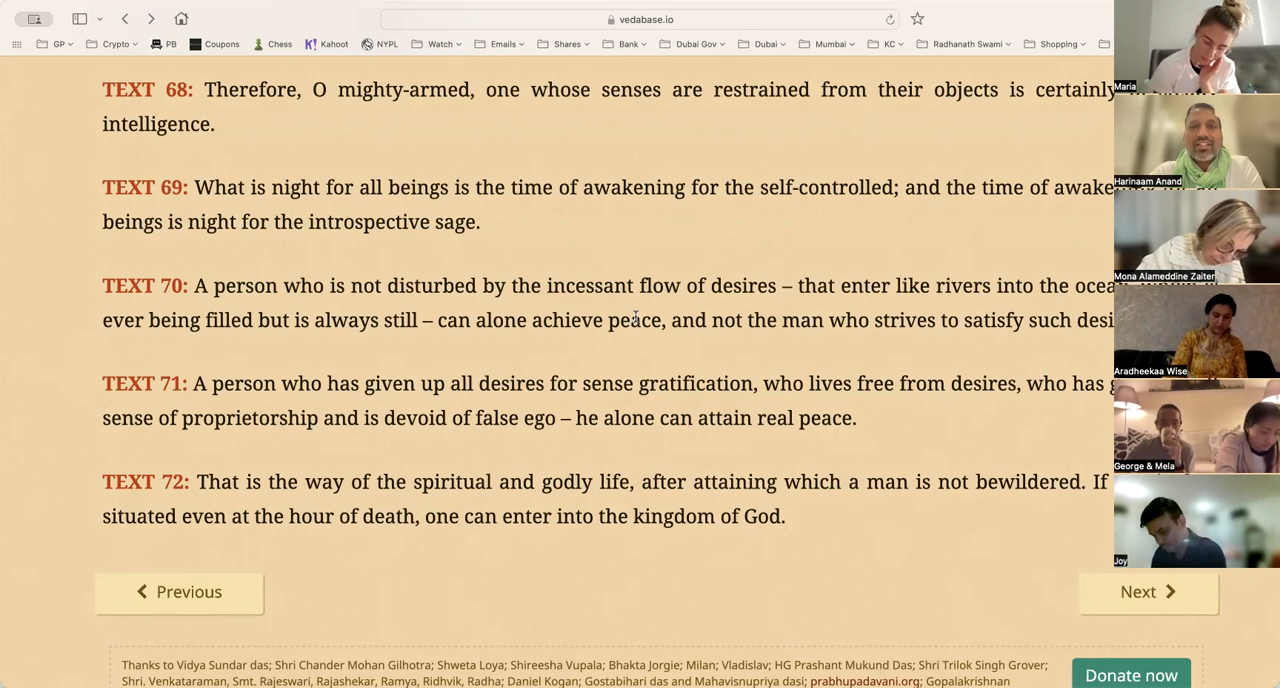 vedabase.io
GP Crypto PB Coupons Chess Kahoot NYPL Watch Emails Shares Bank Dubai Gov Dubai Mumbai KC Radhanath Swami Shopping
TEXT 68: Therefore, O mighty-armed, one whose senses are restrained from their objects is certainly
intelligence.
TEXT 69: What is night for all beings is the time of awakening for the self-controlled; and the time of awake
beings is night for the introspective sage.
TEXT 70: A person who is not disturbed by the incessant flow of desires – that enter like rivers into the ocea
ever being filled but is always still – can alone achieve peace, and not the man who strives to satisfy such desi
TEXT 71: A person who has given up all desires for sense gratification, who lives free from desires, who has g
sense of proprietorship and is devoid of false ego – he alone can attain real peace.
TEXT 72: That is the way of the spiritual and godly life, after attaining which a man is not bewildered. If
situated even at the hour of death, one can enter into the kingdom of God.
Previous
Next
Thanks to Vidya Sundar das; Shri Chander Mohan Gilhotra; Shweta Loya; Shireesha Vupala; Bhakta Jorgie; Milan; Vladislav; HG Prashant Mukund Das; Shri Trilok Singh Grover;
Shri. Venkataraman, Smt. Rajeswari, Rajashekar, Ramya, Ridhvik, Radha; Daniel Kogan; Gostabihari das and Mahavisnupriya dasi; prabhupadavani.org; Gopalakrishnan
Donate now
Maria
Harinaam Anand
Mona Alameddine Zaiter
Aradheekaa Wise
George & Mela
Joy